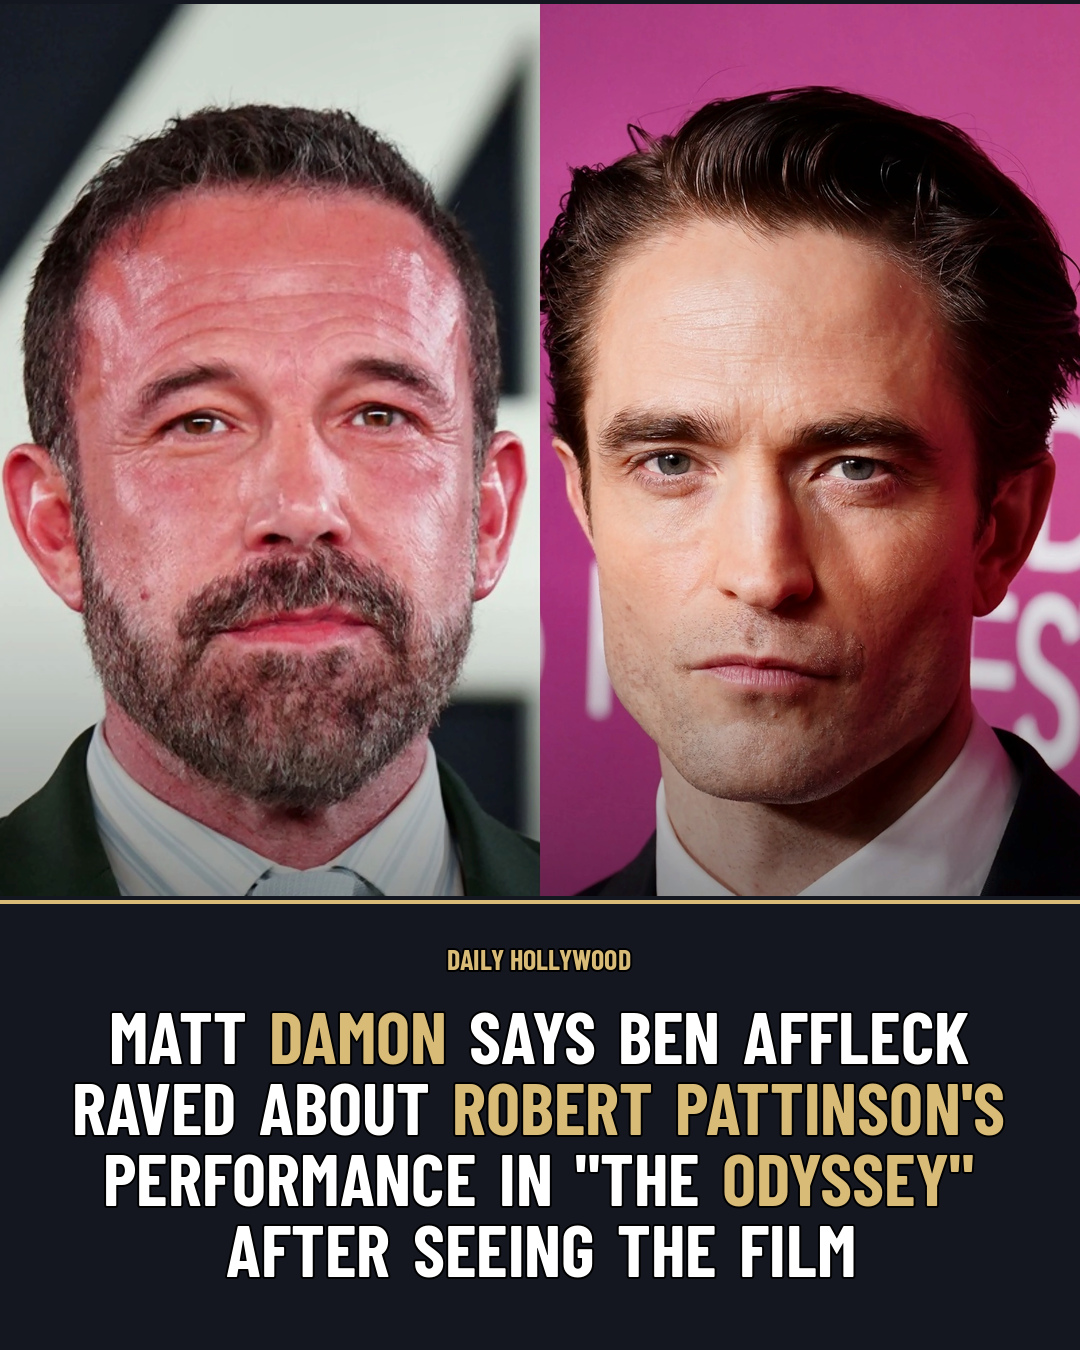 DAILY HOLLYWOOD
MATT DAMON SAYS BEN AFFLECK
RAVED ABOUT ROBERT PATTINSON'S
PERFORMANCE IN "THE ODYSSEY"
AFTER SEEING THE FILM